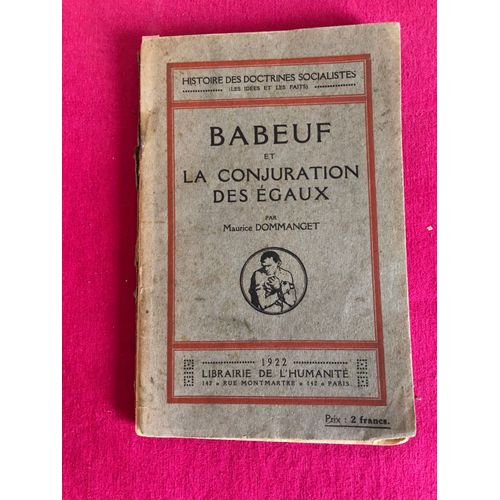 HISTOIRE DES DOCTRINES SOCIALISTES
(LES IDÉES ET LES FAITS)
BABEUF
ET
LA CONJURATION
DES ÉGAUX
PAR
Maurice DOMMANGET
1922
LIBRAIRIE DE L'HUMANITÉ
142 RUE MONTMARTRE 142 PARIS
Prix : 2 francs.